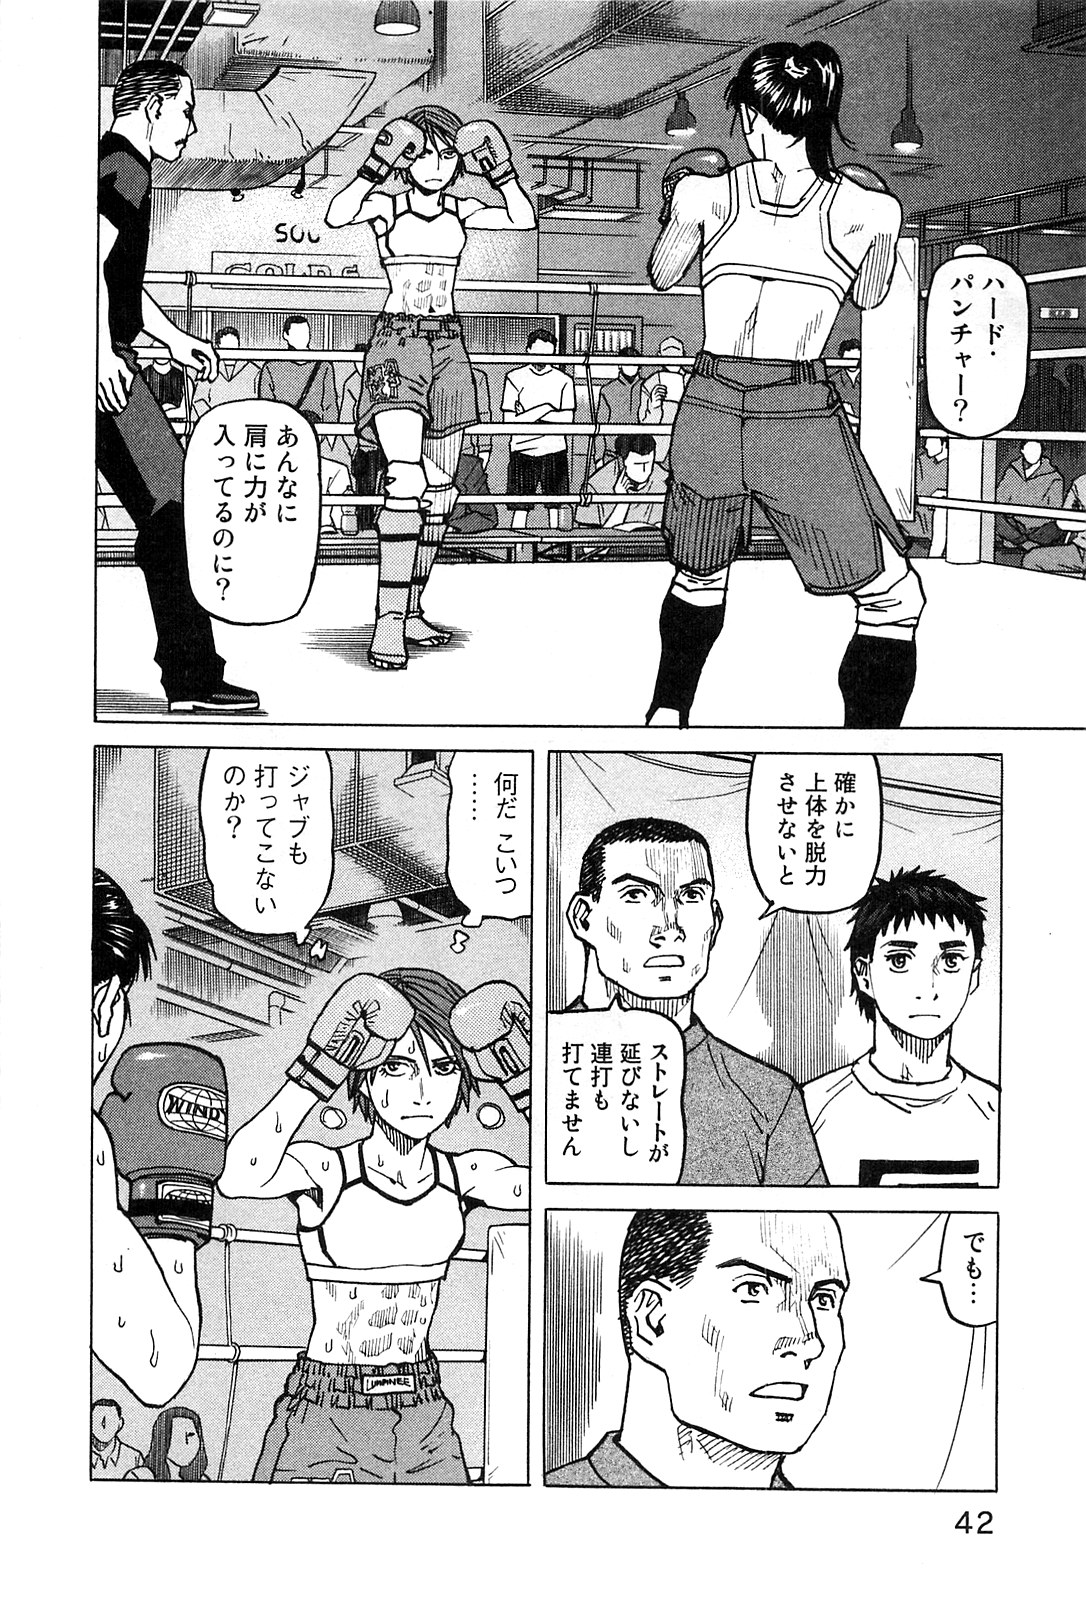 ハード・
パンチャー?
あんなに
肩に力が
入ってるのに?
SOU
GOLDS
確かに
上体を脱力
させないと
ストレートが
延びないし
連打も
打てません
でも…
何だ こいつ
……
ジャブも
打ってこない
のか?
WINDY
LUMPINEE
42